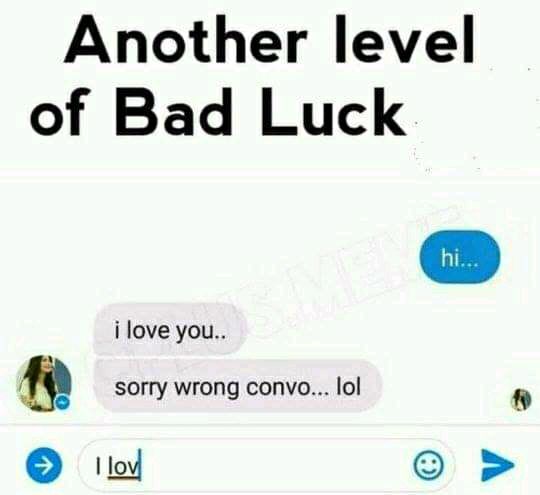 Another level
of Bad Luck
hi...
i love you..
sorry wrong convo... lol
I lov